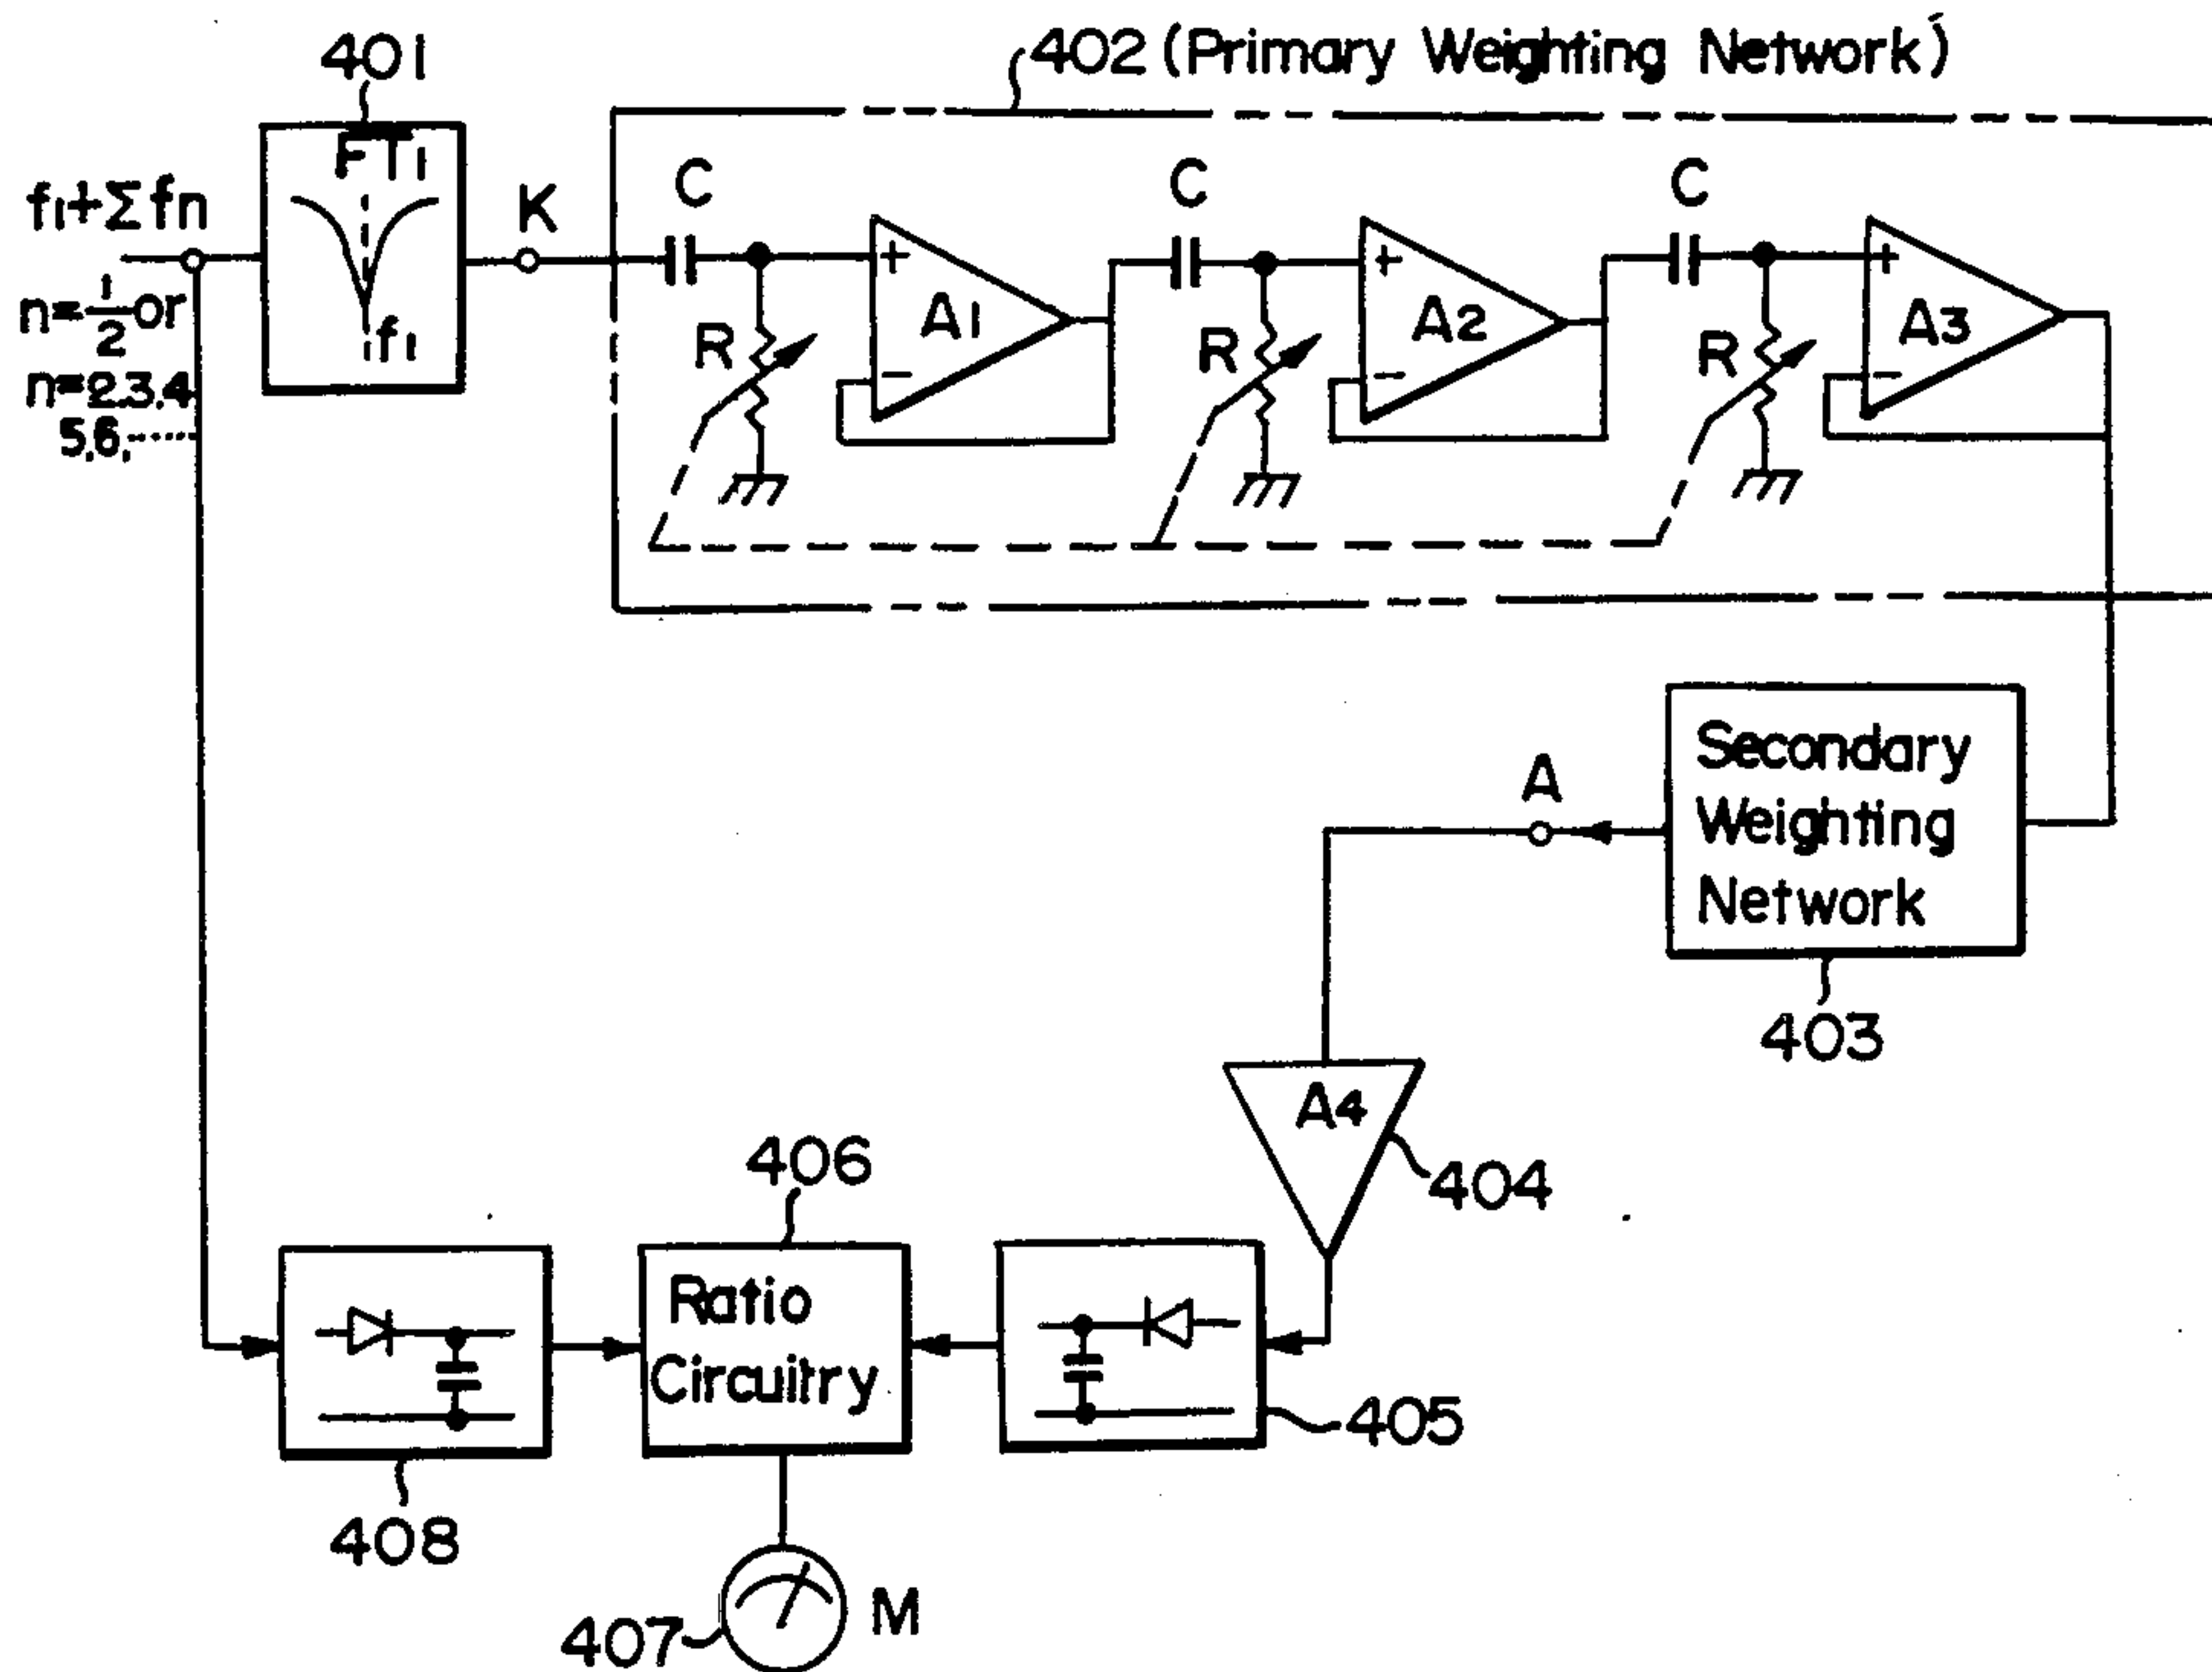 401
402 (Primary Weighting Network)
FT1
f1+Σfn
n=1/2 or
n=2.3.4.
5.6.
f1
K
C
C
C
+
A1
−
+
A2
−
+
A3
−
R
R
R
Secondary
Weighting
Network
A
403
A4
404
406
Ratio
Circuitry
405
408
407
M